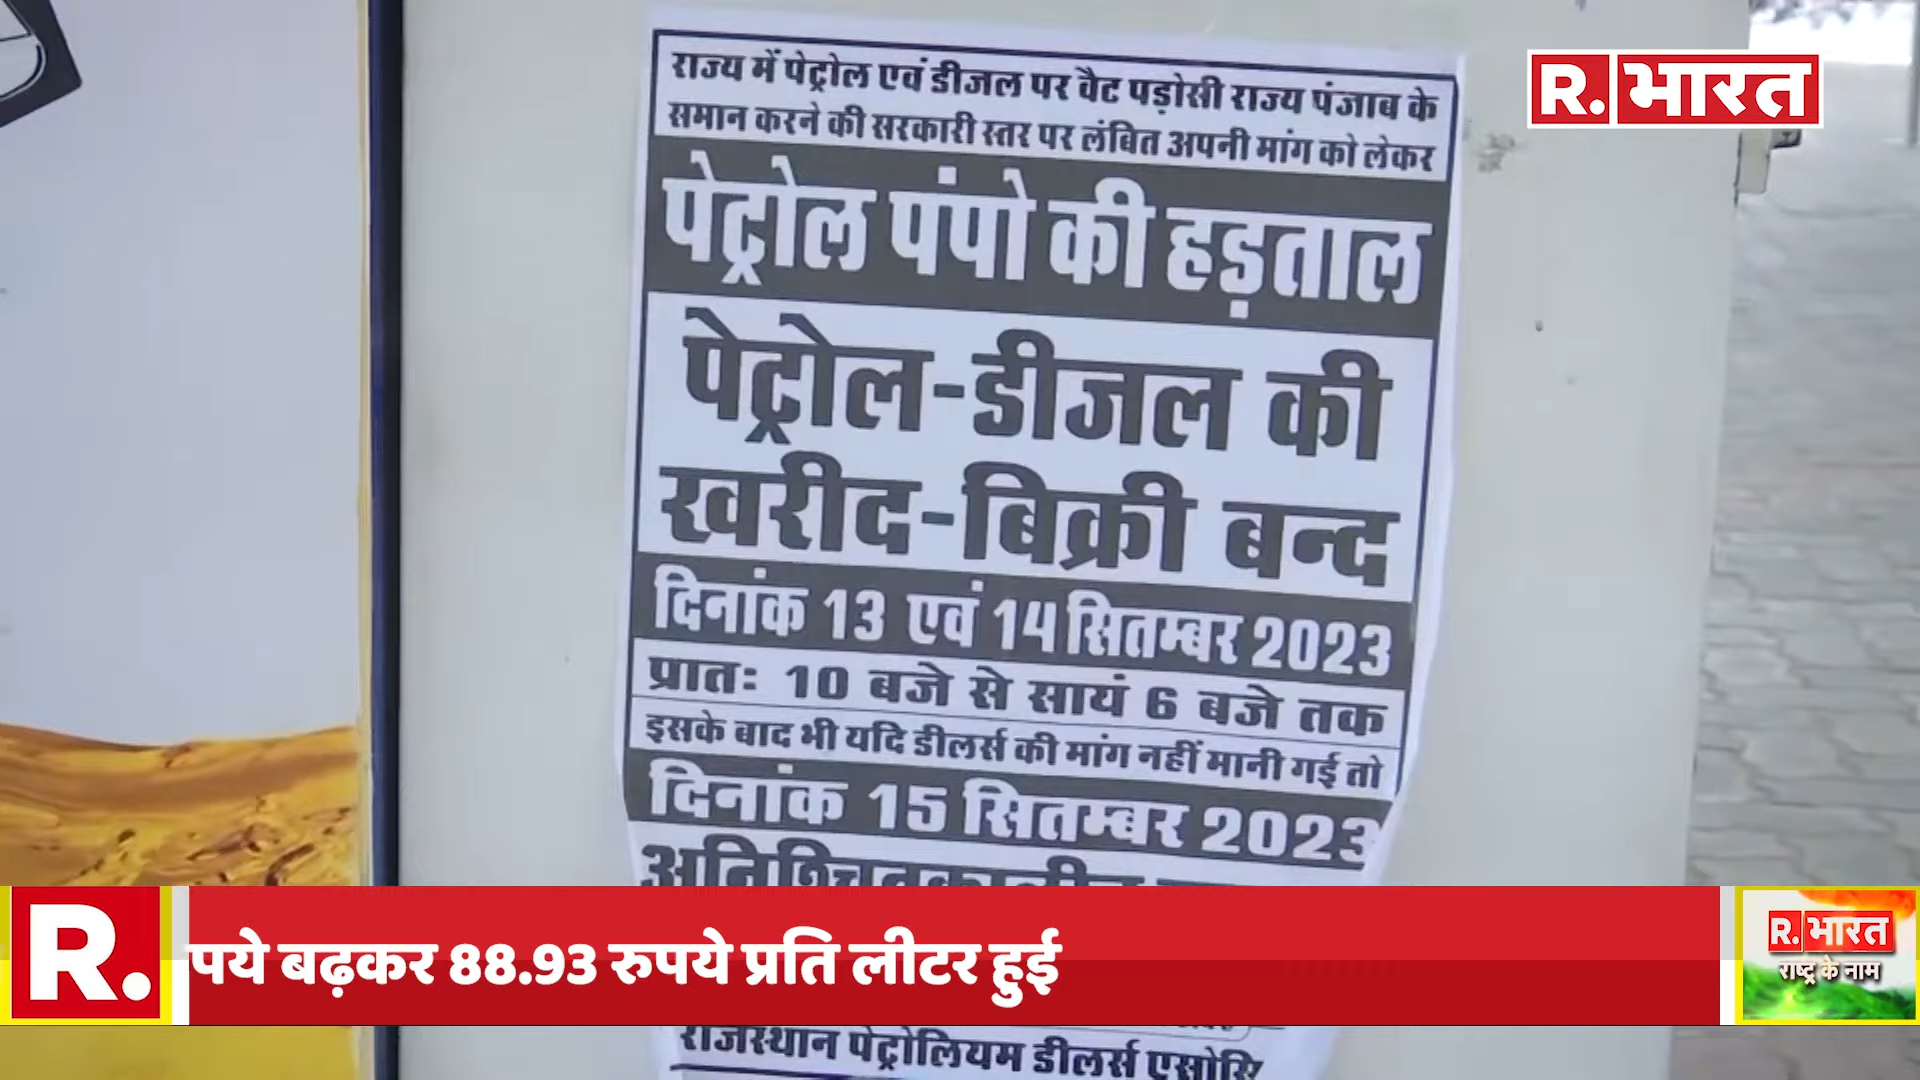 राज्य में पेट्रोल एवं डीजल पर वैट पड़ोसी राज्य पंजाब के
समान करने की सरकारी स्तर पर लंबित अपनी मांग को लेकर
पेट्रोल पंपो की हड़ताल
पेट्रोल-डीजल की
खरीद-बिक्री बन्द
दिनांक 13 एवं 14 सितम्बर 2023
प्रातः 10 बजे से सायं 6 बजे तक
इसके बाद भी यदि डीलर्स की मांग नहीं मानी गई तो
दिनांक 15 सितम्बर 2023
राजस्थान पेट्रोलियम डीलर्स
R.भारत
R.
पये बढ़कर 88.93 रुपये प्रति लीटर हुई
R.भारत
राष्ट्र के नाम